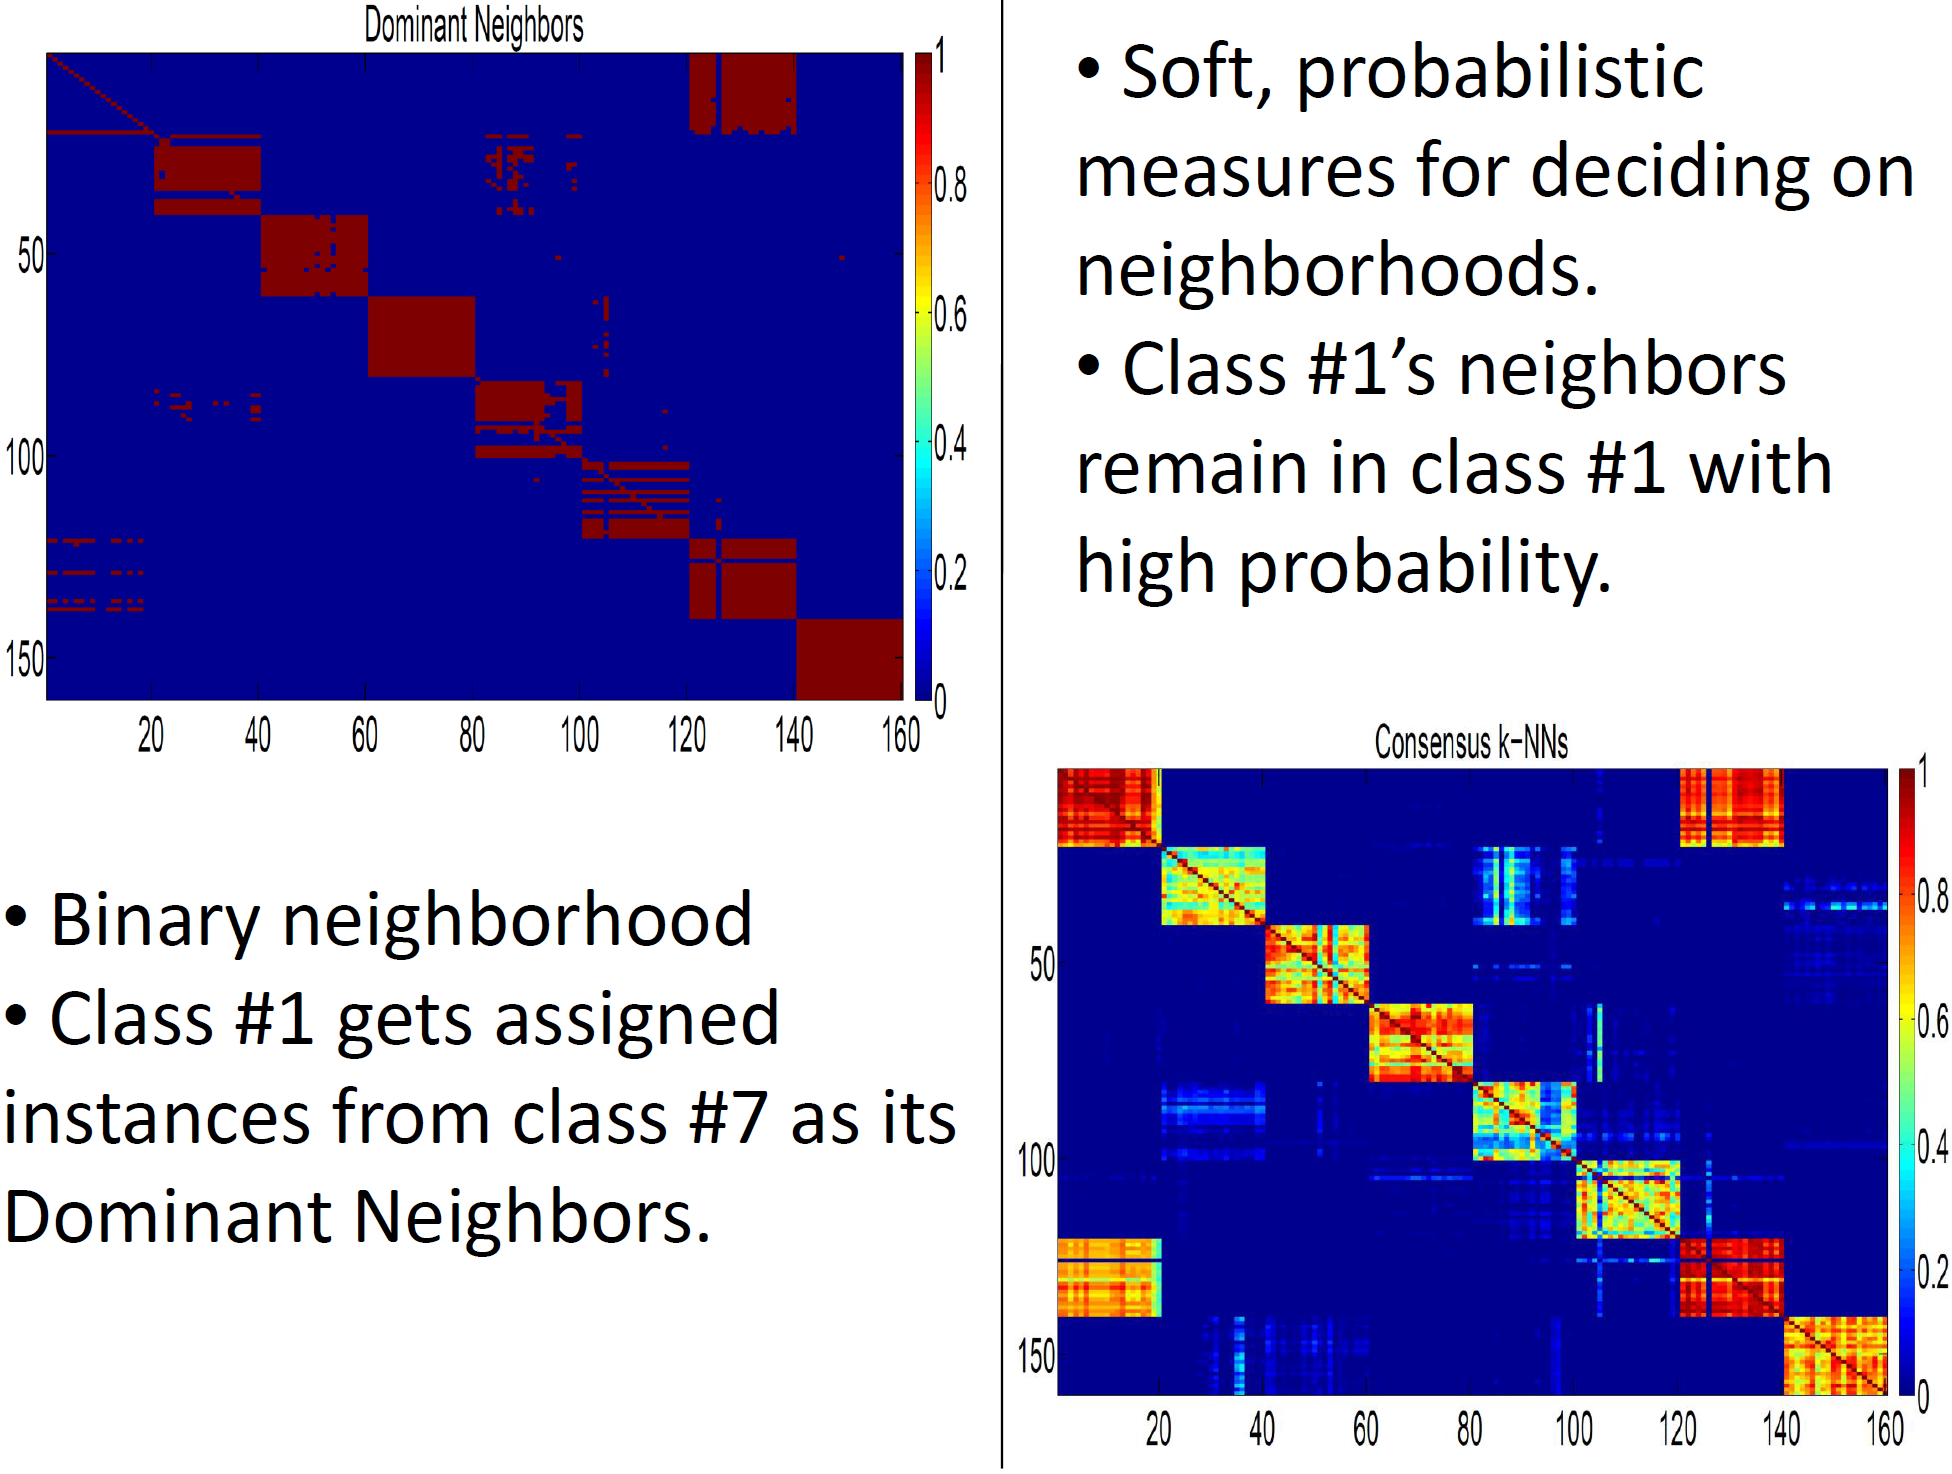 Dominant Neighbors
1
0.8
0.6
0.4
0.2
0
50
100
150
20 40 60 80 100 120 140 160
• Binary neighborhood
• Class #1 gets assigned
instances from class #7 as its
Dominant Neighbors.
• Soft, probabilistic
measures for deciding on
neighborhoods.
• Class #1’s neighbors
remain in class #1 with
high probability.
Consensus k−NNs
1
0.8
0.6
0.4
0.2
0
50
100
150
20 40 60 80 100 120 140 160